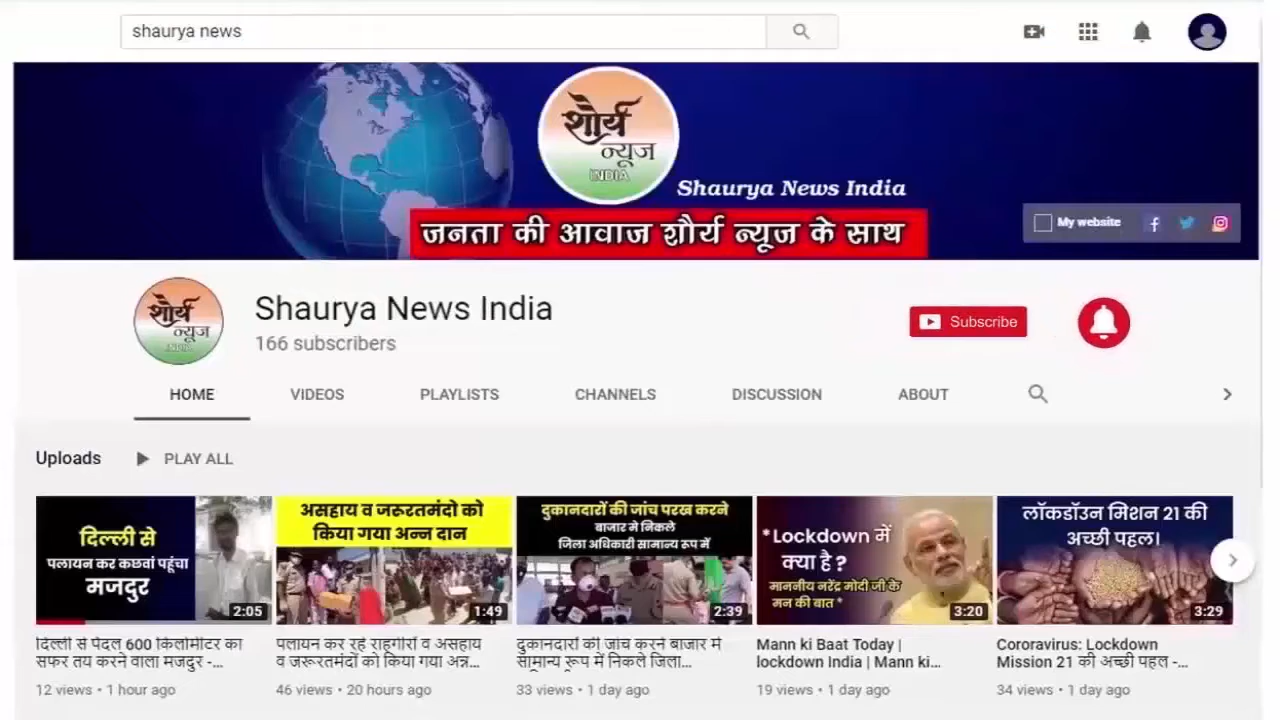 shaurya news
शौर्य
न्यूज
INDIA
Shaurya News India
जनता की आवाज शौर्य न्यूज के साथ
My website
शौर्य
न्यूज
INDIA
Shaurya News India
166 subscribers
Subscribe
HOME VIDEOS PLAYLISTS CHANNELS DISCUSSION ABOUT
Uploads PLAY ALL
दिल्ली से
पलायन कर कछवां पहूंचा
मजदुर
2:05
असहाय व जरूरतमंदो को
किया गया अन्न दान
1:49
दुकानदारों की जांच परख करने
बाजार मे निकले
जिला अधिकारी सामान्य रूप में
2:39
*Lockdown में
क्या है ?
माननीय नरेंद्र मोदी जी के
मन की बात *
3:20
लॉकडॉउन मिशन 21 की
अच्छी पहल।
3:29
दिल्ली से पैदल 600 किलोमीटर का
सफर तय करने वाला मजदुर -...
12 views • 1 hour ago
पलायन कर रहे राहगीरों व असहाय
व जरूरतमंदों को किया गया अन्न...
46 views • 20 hours ago
दुकानदारों की जांच करने बाजार में
सामान्य रूप में निकले जिला...
33 views • 1 day ago
Mann ki Baat Today |
lockdown India | Mann ki...
19 views • 1 day ago
Cororavirus: Lockdown
Mission 21 की अच्छी पहल -...
34 views • 1 day ago